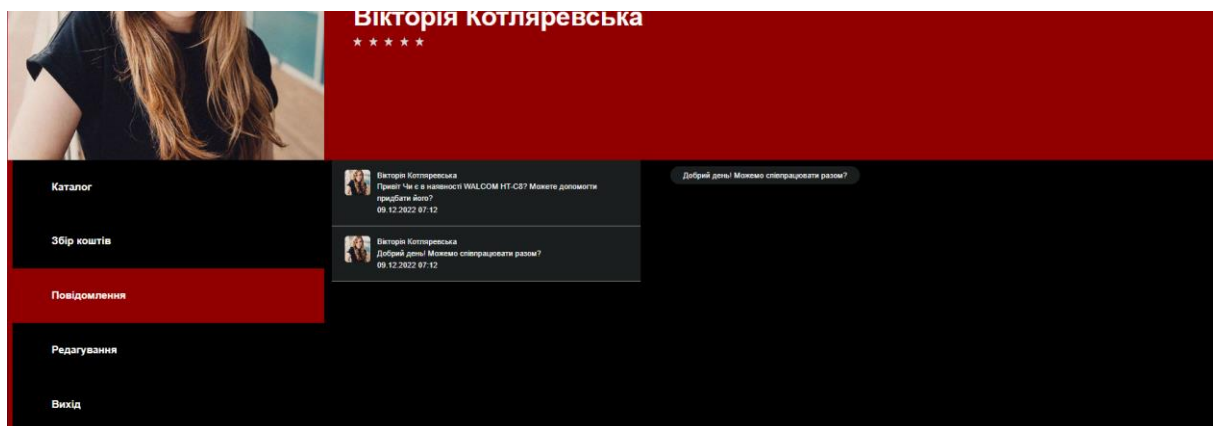 Вікторія Котляревська
Каталог
Збір коштів
Повідомлення
Редагування
Вихід
Вікторія Котляревська
Привіт Чи є в наявності WALCOM HT-C8? Можете допомогти
придбати його?
09.12.2022 07:12
Вікторія Котляревська
Добрий день! Можемо співпрацювати разом?
09.12.2022 07:12
Добрий день! Можемо співпрацювати разом?